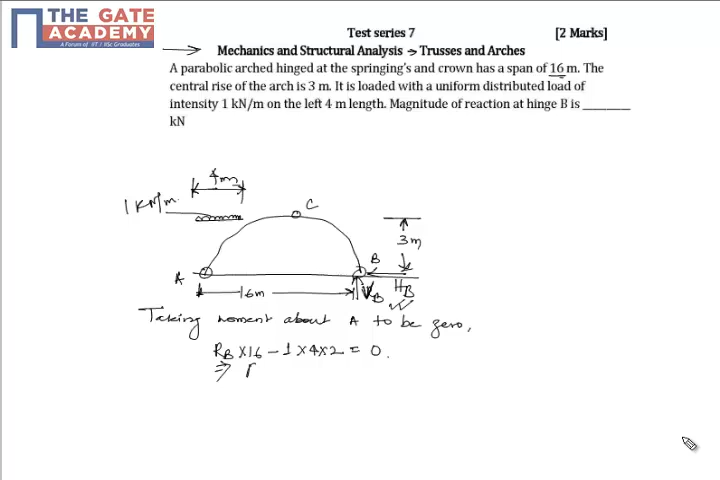 THE GATE
ACADEMY
A Forum of IIT / IISc Graduates
Test series 7 [2 Marks]
Mechanics and Structural Analysis → Trusses and Arches
A parabolic arched hinged at the springing's and crown has a span of 16 m. The
central rise of the arch is 3 m. It is loaded with a uniform distributed load of
intensity 1 kN/m on the left 4 m length. Magnitude of reaction at hinge B is ________
kN
4m
1 KN/m
C
3m
B
A
16m
HB
Taking moment about A to be zero,
RB × 16 - 1 × 4 × 2 = 0.
⇒